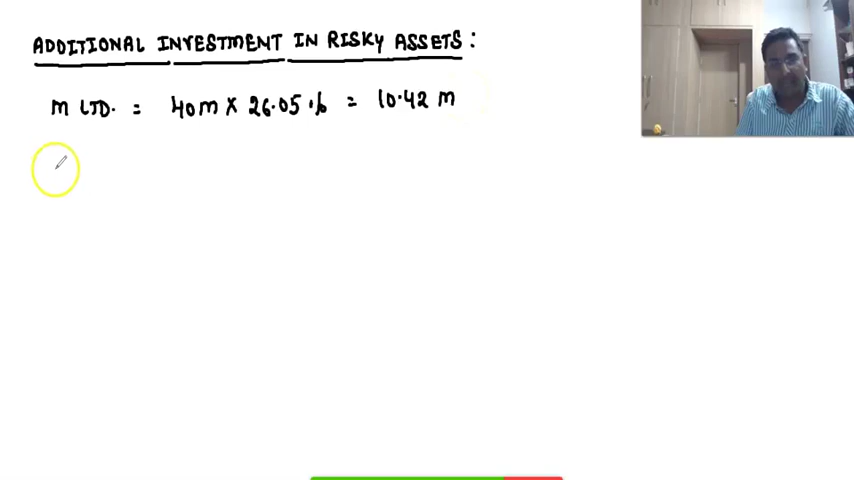 ADDITIONAL INVESTMENT IN RISKY ASSETS :
M LTD. = 40M X 26.05 % = 10.42 M